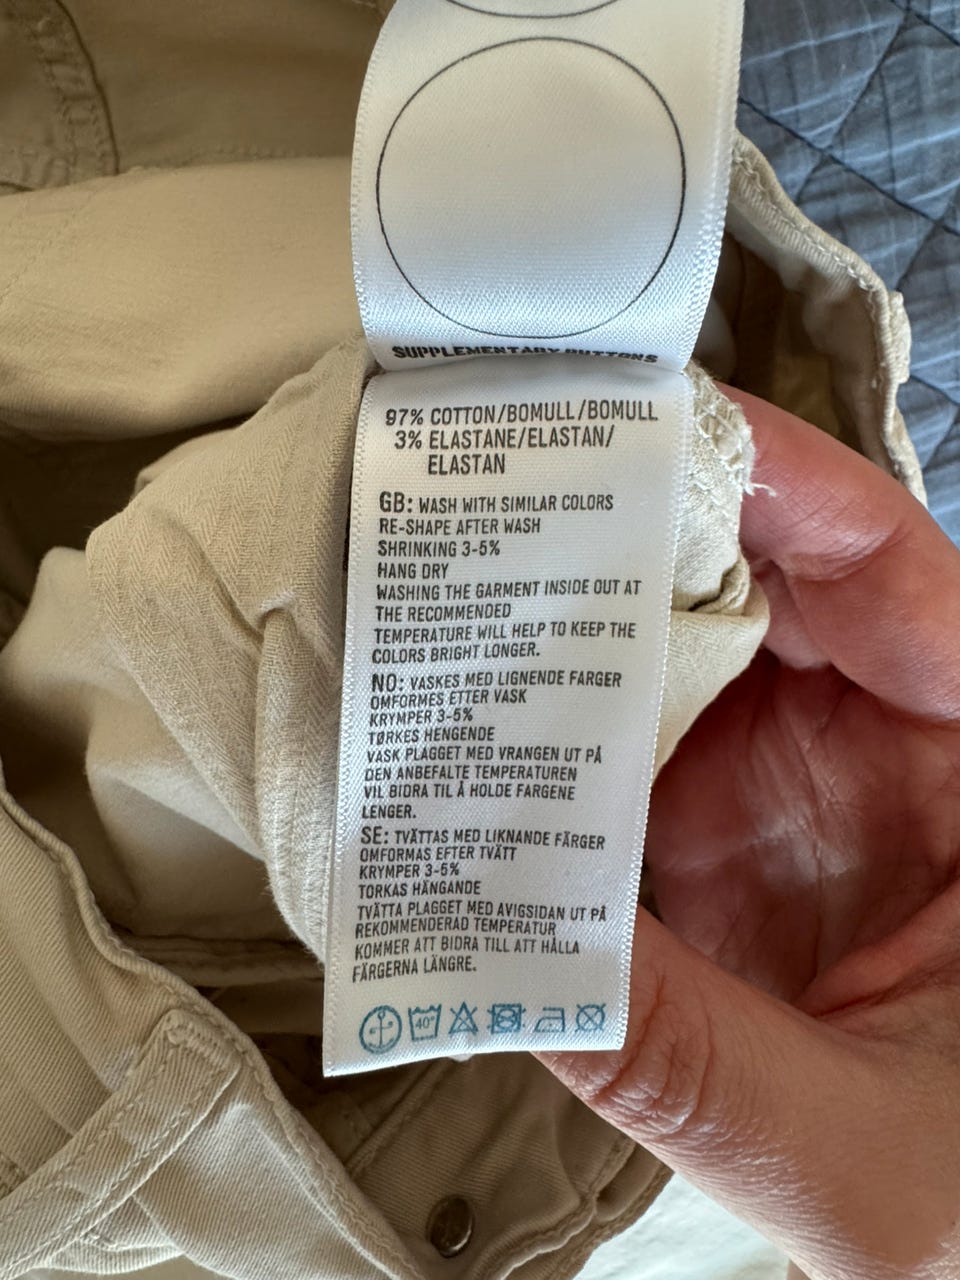 SUPPLEMENTARY BUTTONS
97% COTTON/BOMULL/BOMULL
3% ELASTANE/ELASTAN/
ELASTAN
GB: WASH WITH SIMILAR COLORS
RE-SHAPE AFTER WASH
SHRINKING 3-5%
HANG DRY
WASHING THE GARMENT INSIDE OUT AT
THE RECOMMENDED
TEMPERATURE WILL HELP TO KEEP THE
COLORS BRIGHT LONGER.
NO: VASKES MED LIGNENDE FARGER
OMFORMES ETTER VASK
KRYMPER 3-5%
TØRKES HENGENDE
VASK PLAGGET MED VRANGEN UT PÅ
DEN ANBEFALTE TEMPERATUREN
VIL BIDRA TIL Å HOLDE FARGENE
LENGER.
SE: TVÄTTAS MED LIKNANDE FÄRGER
OMFORMAS EFTER TVÄTT
KRYMPER 3-5%
TORKAS HÄNGANDE
TVÄTTA PLAGGET MED AVIGSIDAN UT PÅ
REKOMMENDERAD TEMPERATUR
KOMMER ATT BIDRA TILL ATT HÅLLA
FÄRGERNA LÄNGRE.
40°